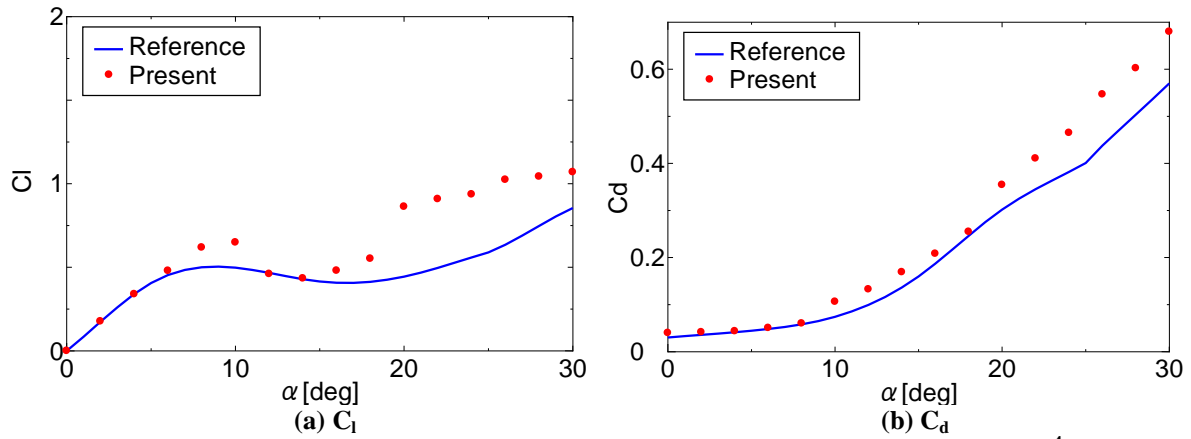 2
Reference
Present
1
Cl
0
0 10 20 30
α [deg]
(a) Cl
Reference
Present
0.6
0.4
Cd
0.2
0
0 10 20 30
α [deg]
(b) Cd
4